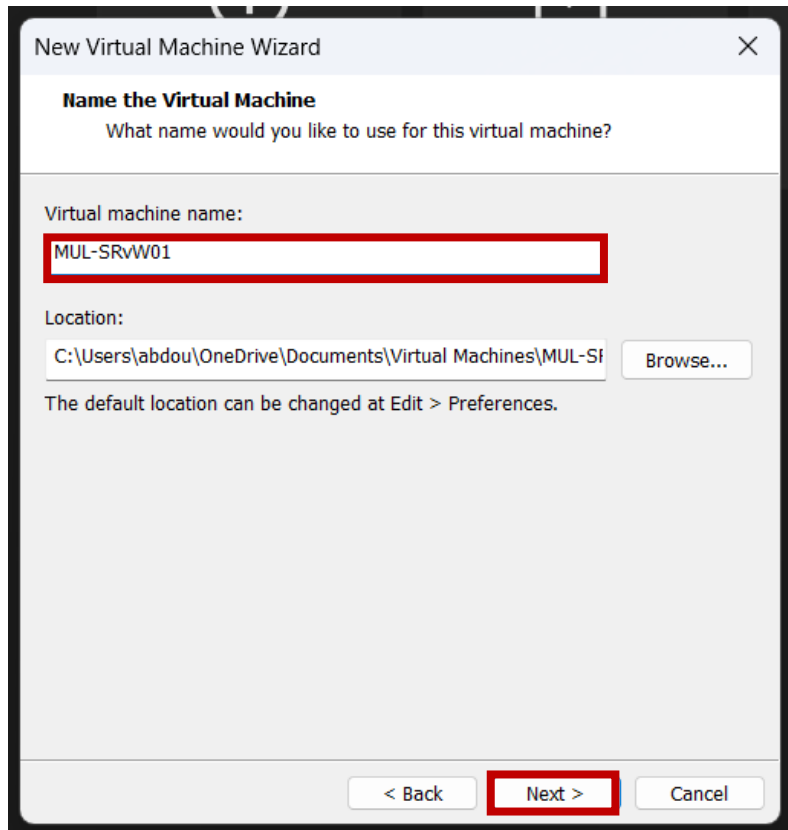 New Virtual Machine Wizard
Name the Virtual Machine
What name would you like to use for this virtual machine?
Virtual machine name:
MUL-SRvW01
Location:
C:\Users\abdou\OneDrive\Documents\Virtual Machines\MUL-SR
Browse...
The default location can be changed at Edit > Preferences.
< Back
Next >
Cancel